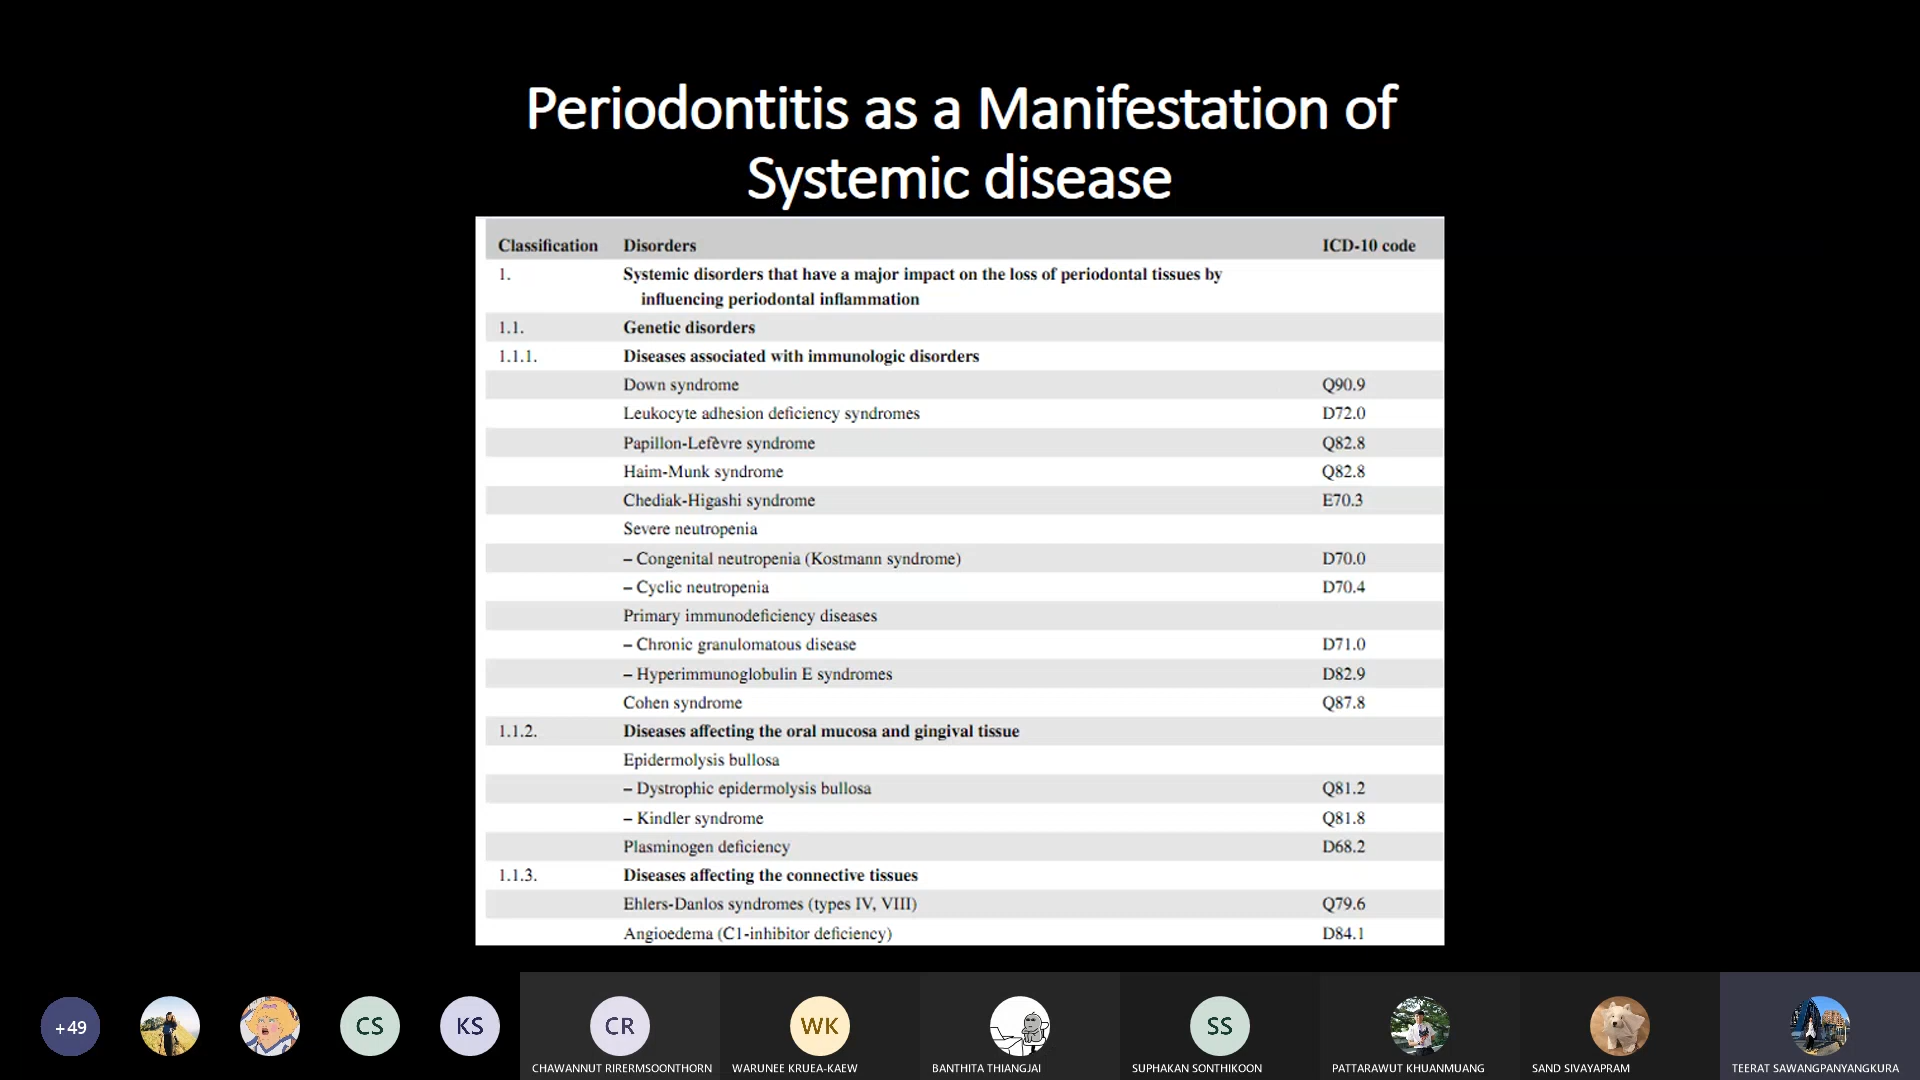 Periodontitis as a Manifestation of
Systemic disease
Classification Disorders ICD-10 code
1. Systemic disorders that have a major impact on the loss of periodontal tissues by
influencing periodontal inflammation
1.1. Genetic disorders
1.1.1. Diseases associated with immunologic disorders
Down syndrome Q90.9
Leukocyte adhesion deficiency syndromes D72.0
Papillon-Lefèvre syndrome Q82.8
Haim-Munk syndrome Q82.8
Chediak-Higashi syndrome E70.3
Severe neutropenia
– Congenital neutropenia (Kostmann syndrome) D70.0
– Cyclic neutropenia D70.4
Primary immunodeficiency diseases
– Chronic granulomatous disease D71.0
– Hyperimmunoglobulin E syndromes D82.9
Cohen syndrome Q87.8
1.1.2. Diseases affecting the oral mucosa and gingival tissue
Epidermolysis bullosa
– Dystrophic epidermolysis bullosa Q81.2
– Kindler syndrome Q81.8
Plasminogen deficiency D68.2
1.1.3. Diseases affecting the connective tissues
Ehlers-Danlos syndromes (types IV, VIII) Q79.6
Angioedema (C1-inhibitor deficiency) D84.1
+49 CS KS CR WK SS
CHAWANNUT RIRERMSOONTHORN WARUNEE KRUEA-KAEW BANTHITA THIANGJAI SUPHAKAN SONTHIKOON PATTARAWUT KHUANMUANG SAND SIVAYAPRAM TEERAT SAWANGPANYANGKURA